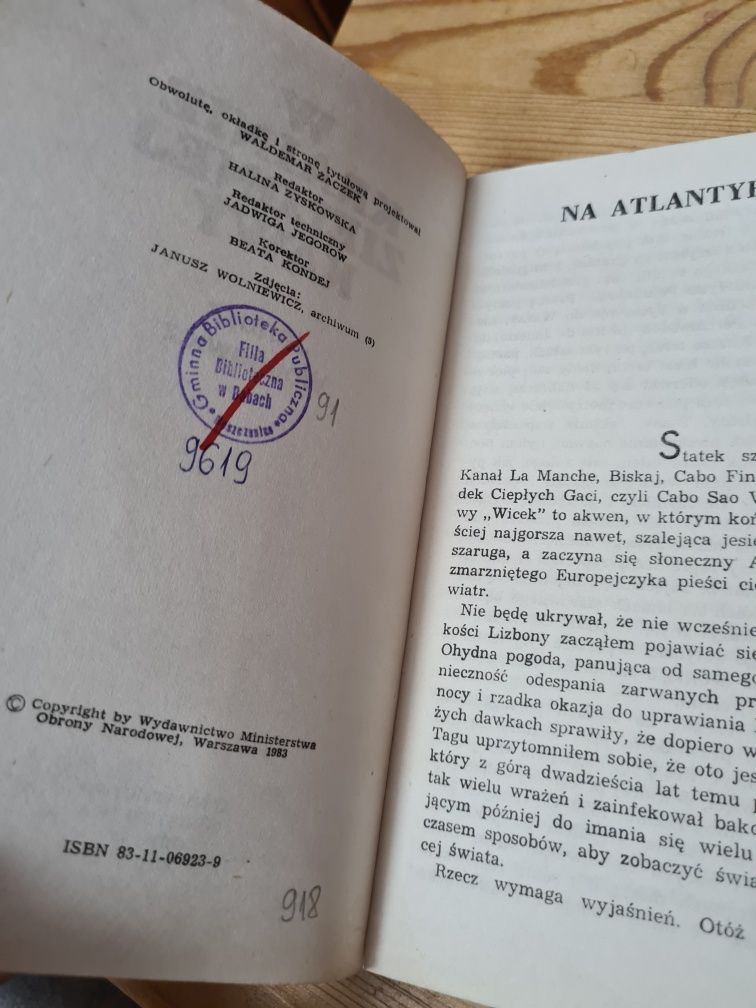 Obwolutę, okładkę i stronę tytułową projektował
WALDEMAR ZACZEK
Redaktor
HALINA ZYSKOWSKA
Redaktor techniczny
JADWIGA JEGOROW
Korektor
BEATA KONDEJ
Zdjęcia:
JANUSZ WOLNIEWICZ, archiwum (3)
Gminna Biblioteka Publiczna
Filia
Biblioteczna
w
91
9619
© Copyright by Wydawnictwo Ministerstwa
Obrony Narodowej, Warszawa 1983
ISBN 83-11-06923-9
918
NA ATLANTYK
Statek sz
Kanał La Manche, Biskaj, Cabo Fin
dek Ciepłych Gaci, czyli Cabo Sao V
wy „Wicek" to akwen, w którym koń
ściej najgorsza nawet, szalejąca jesie
szaruga, a zaczyna się słoneczny A
zmarzniętego Europejczyka pieści cie
wiatr.
Nie będę ukrywał, że nie wcześnie
kości Lizbony zacząłem pojawiać się
Ohydna pogoda, panująca od samego
nieczność odespania zarwanych pr
nocy i rzadka okazja do uprawiania
żych dawkach sprawiły, że dopiero w
Tagu uprzytomniłem sobie, że oto jes
który z górą dwadzieścia lat temu
tak wielu wrażeń i zainfekował bako
jącym później do imania się wielu
czasem sposobów, aby zobaczyć świa
cej świata.
Rzecz wymaga wyjaśnień. Otóż